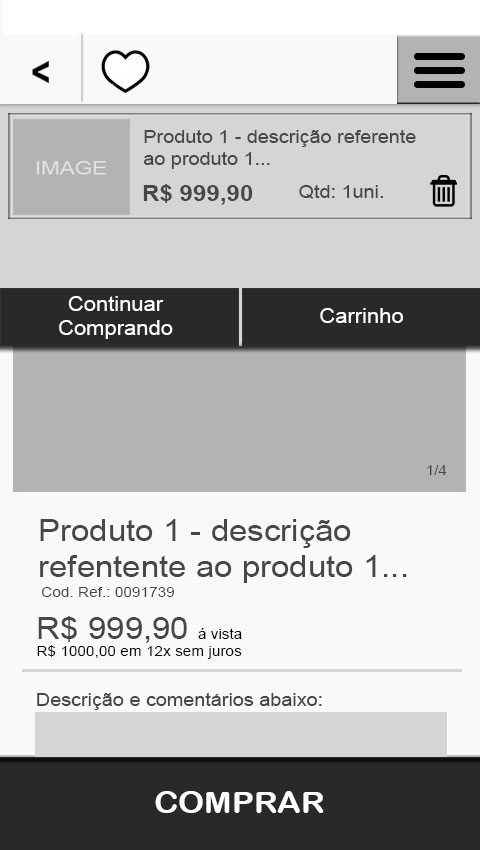 <
IMAGE
Produto 1 - descrição referente
ao produto 1...
R$ 999,90
Qtd: 1uni.
Continuar
Comprando
Carrinho
1/4
Produto 1 - descrição
refentente ao produto 1...
Cod. Ref.: 0091739
R$ 999,90 á vista
R$ 1000,00 em 12x sem juros
Descrição e comentários abaixo:
COMPRAR